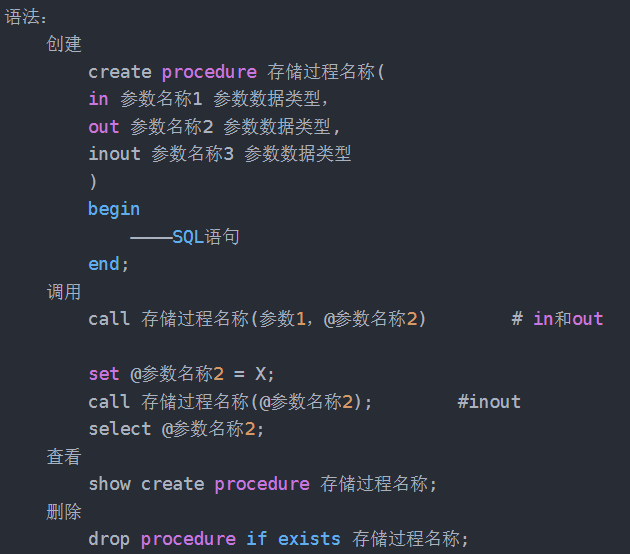 语法:
创建
create procedure 存储过程名称(
in 参数名称1 参数数据类型,
out 参数名称2 参数数据类型,
inout 参数名称3 参数数据类型
)
begin
————SQL语句
end;
调用
call 存储过程名称(参数1, @参数名称2) # in和out
set @参数名称2 = X;
call 存储过程名称(@参数名称2); #inout
select @参数名称2;
查看
show create procedure 存储过程名称;
删除
drop procedure if exists 存储过程名称;